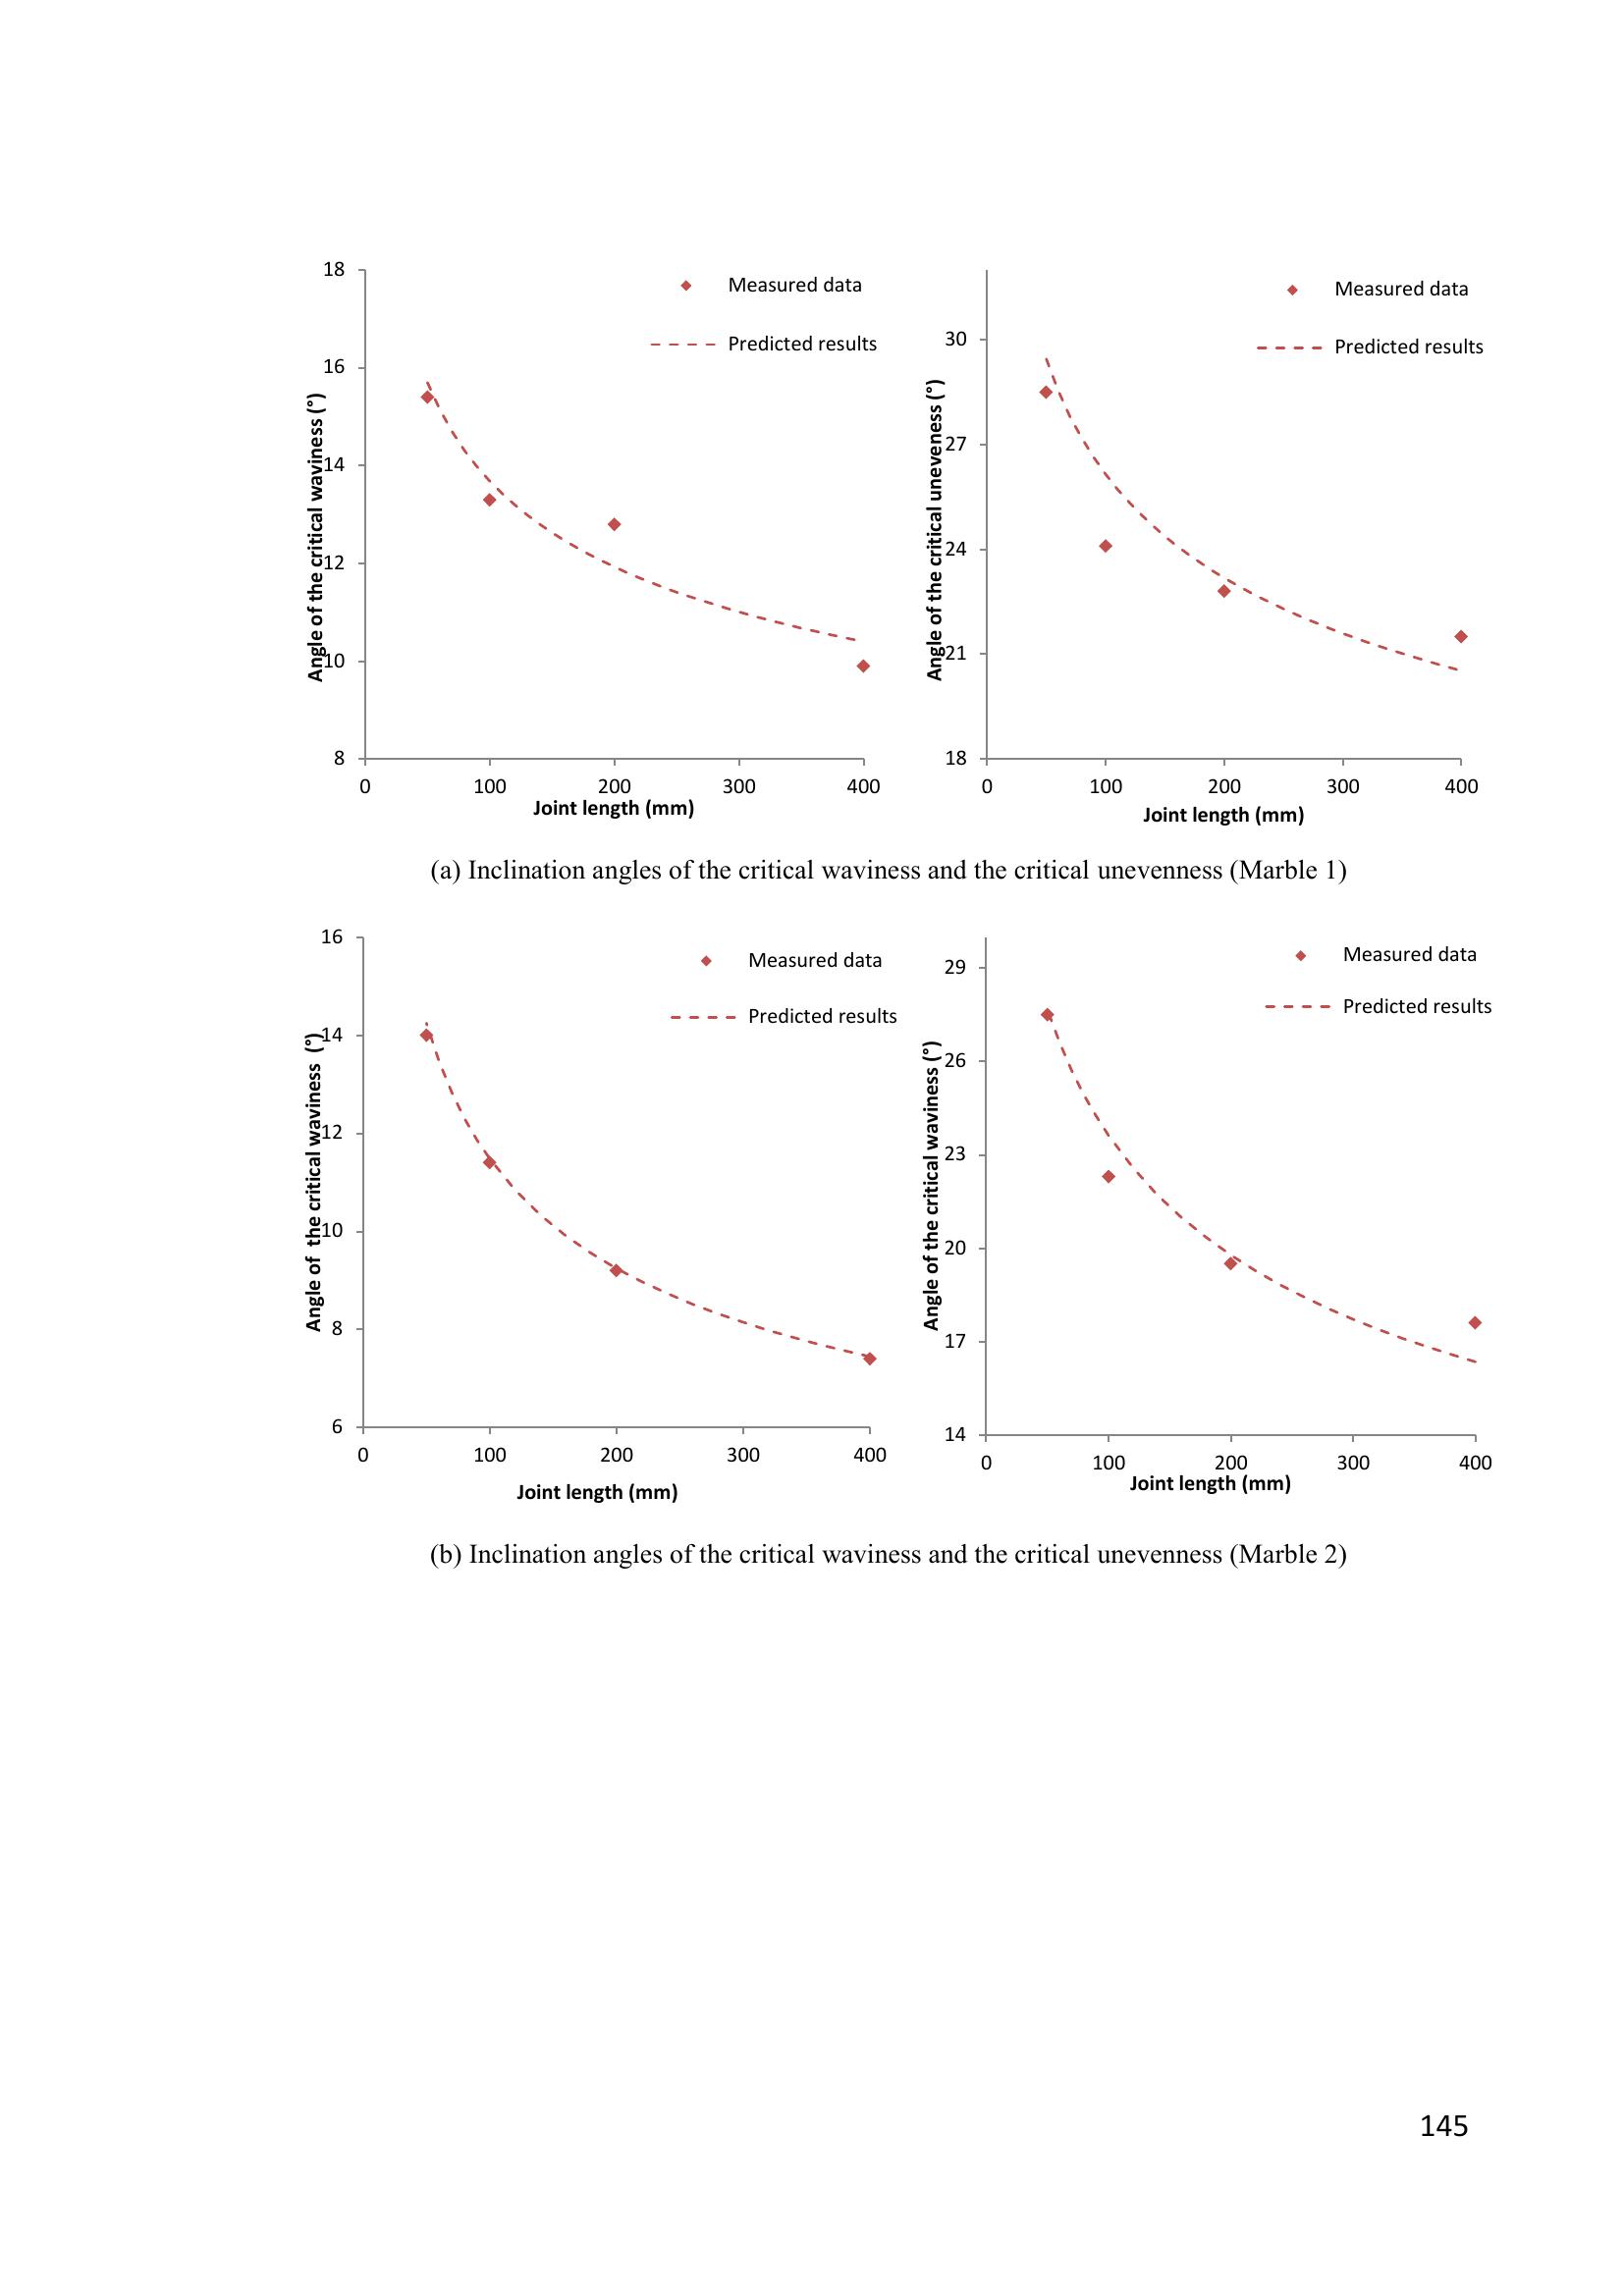 18
16
14
12
10
8
0 100 200 300 400
Angle of the critical waviness (°)
Joint length (mm)
Measured data
Predicted results
30
27
24
21
18
0 100 200 300 400
Angle of the critical uneveness (°)
Joint length (mm)
Measured data
Predicted results
(a) Inclination angles of the critical waviness and the critical unevenness (Marble 1)
16
14
12
10
8
6
0 100 200 300 400
Angle of the critical waviness (°)
Joint length (mm)
Measured data
Predicted results
29
26
23
20
17
14
0 100 200 300 400
Angle of the critical waviness (°)
Joint length (mm)
Measured data
Predicted results
(b) Inclination angles of the critical waviness and the critical unevenness (Marble 2)
145